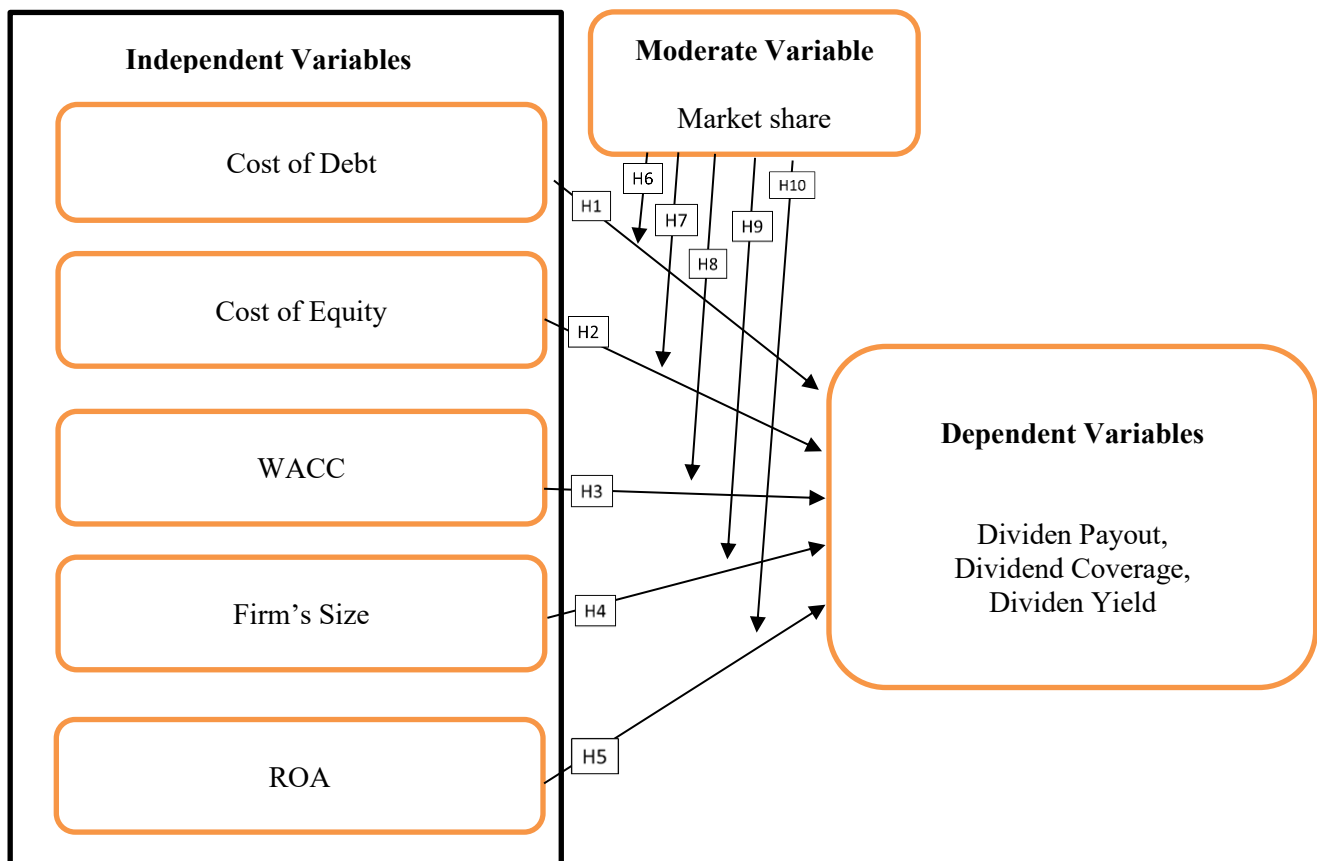 Independent Variables
Cost of Debt
Cost of Equity
WACC
Firm's Size
ROA
Moderate Variable
Market share
H6
H7
H8
H9
H10
H1
H2
H3
H4
H5
Dependent Variables
Dividen Payout,
Dividend Coverage,
Dividen Yield